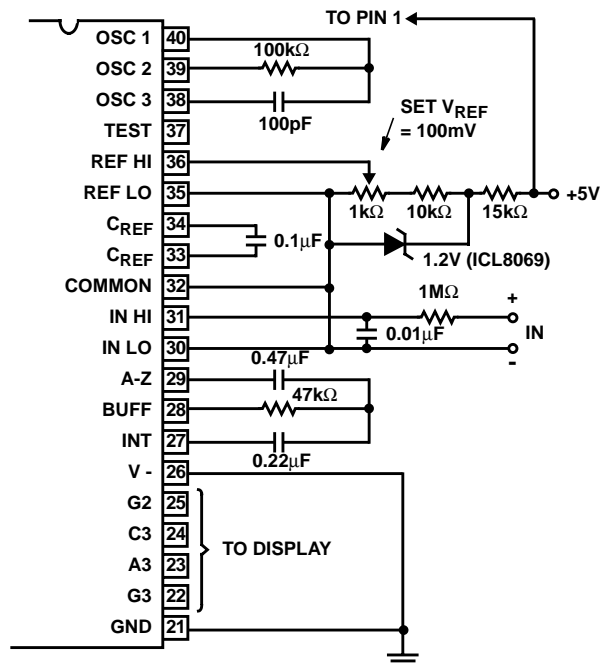 TO PIN 1
OSC 1 40
100kΩ
OSC 2 39
OSC 3 38
100pF
SET VREF
= 100mV
TEST 37
REF HI 36
REF LO 35
+5V
1kΩ 10kΩ 15kΩ
CREF 34
0.1µF
1.2V (ICL8069)
CREF 33
COMMON 32
1MΩ
+
IN HI 31
0.01µF
IN
IN LO 30
-
0.47µF
A-Z 29
47kΩ
BUFF 28
INT 27
0.22µF
V - 26
G2 25
C3 24
TO DISPLAY
A3 23
G3 22
GND 21